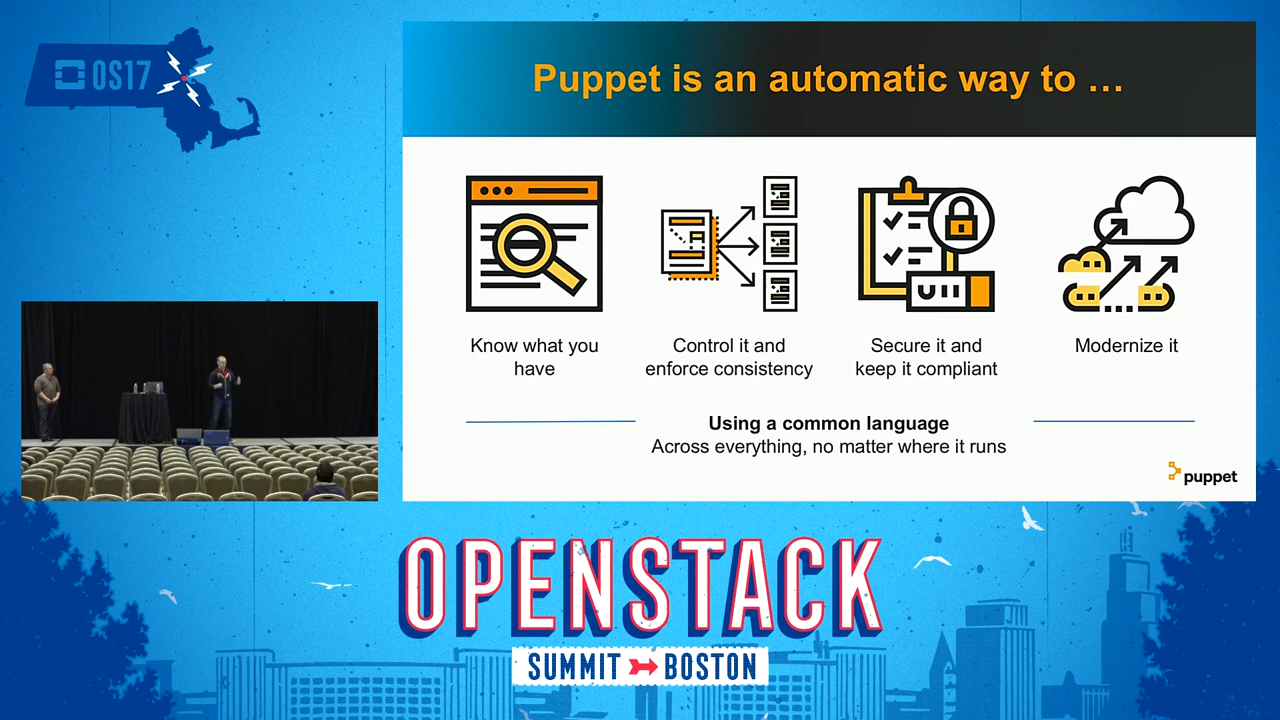 OS17
Puppet is an automatic way to ...
Know what you
have
Control it and
enforce consistency
Secure it and
keep it compliant
Modernize it
Using a common language
Across everything, no matter where it runs
puppet
OPENSTACK
SUMMIT BOSTON